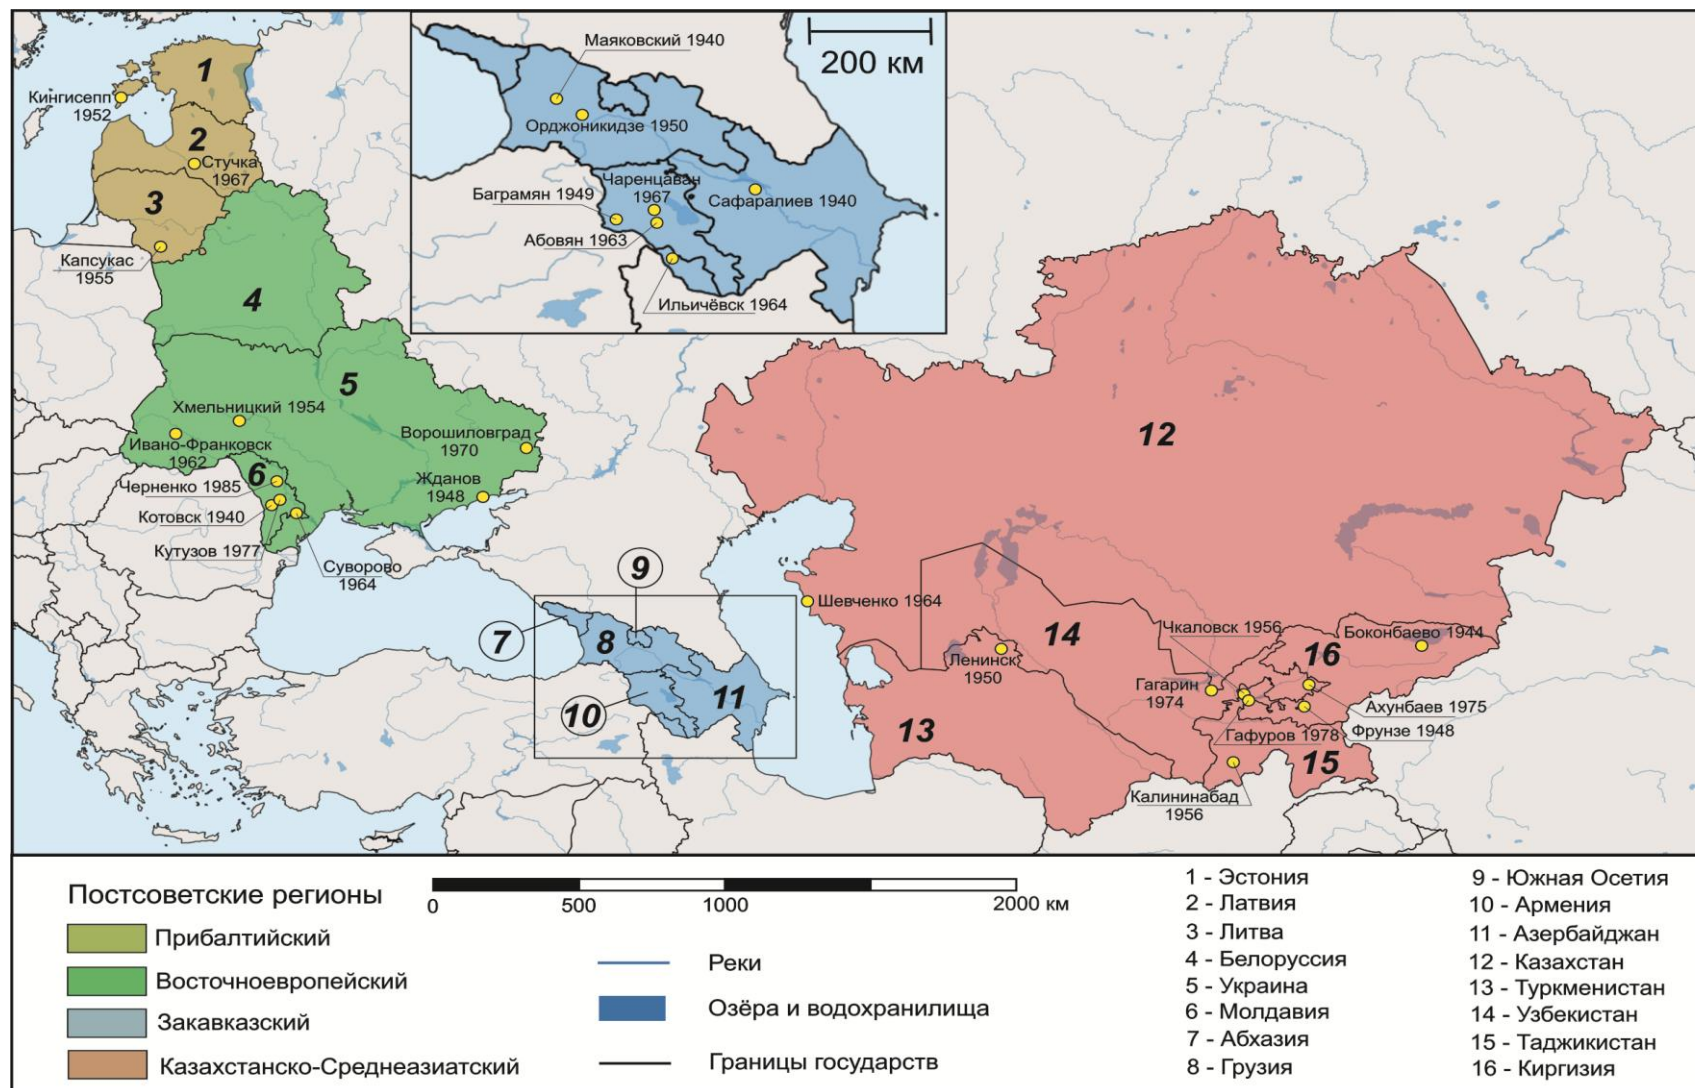 1
Кингисепп
1952
2
Стучка
1967
3
Капсукас
1955
4
5
Хмельницкий 1954
Ивано-Франковск
1962
Ворошиловград
1970
6
Черненко 1985
Жданов
1948
Котовск 1940
Кутузов 1977
Суворово
1964
Маяковский 1940
200 км
Орджоникидзе 1950
Чаренцаван
1967
Баграмян 1949
Сафаралиев 1940
Абовян 1963
Ильичёвск 1964
7
8
9
10
11
12
Шевченко 1964
14
Чкаловск 1956
Боконбаево 1944
16
Ленинск
1950
Гагарин
1974
Ахунбаев 1975
13
Гафуров 1978
Фрунзе 1948
15
Калининабад
1956
Постсоветские регионы
Прибалтийский
Восточноевропейский
Закавказский
Казахстанско-Среднеазиатский
0 500 1000 2000 км
Реки
Озёра и водохранилища
Границы государств
1 - Эстония
2 - Латвия
3 - Литва
4 - Белоруссия
5 - Украина
6 - Молдавия
7 - Абхазия
8 - Грузия
9 - Южная Осетия
10 - Армения
11 - Азербайджан
12 - Казахстан
13 - Туркменистан
14 - Узбекистан
15 - Таджикистан
16 - Киргизия